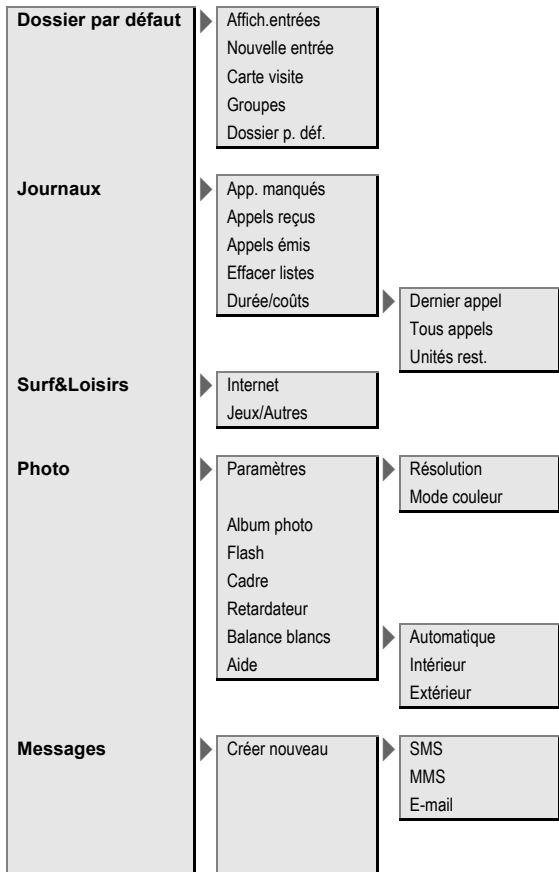 Dossier par défaut
Affich.entrées
Nouvelle entrée
Carte visite
Groupes
Dossier p. déf.
Journaux
App. manqués
Appels reçus
Appels émis
Effacer listes
Durée/coûts
Dernier appel
Tous appels
Unités rest.
Surf&Loisirs
Internet
Jeux/Autres
Photo
Paramètres
Résolution
Mode couleur
Album photo
Flash
Cadre
Retardateur
Balance blancs
Automatique
Intérieur
Extérieur
Aide
Messages
Créer nouveau
SMS
MMS
E-mail